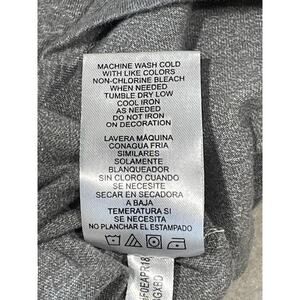 MACHINE WASH COLD
WITH LIKE COLORS
NON-CHLORINE BLEACH
WHEN NEEDED
TUMBLE DRY LOW
COOL IRON
AS NEEDED
DO NOT IRON
ON DECORATION
LAVERA MÁQUINA
CONAGUA FRIA
SIMILARES
SOLAMENTE
BLANQUEADOR
SIN CLORO CUANDO
SE NECESITE
SECAR EN SECADORA
A BAJA
TEMERATURA SI
SE NECESITE
NO PLANCHAR EL ESTAMPADO